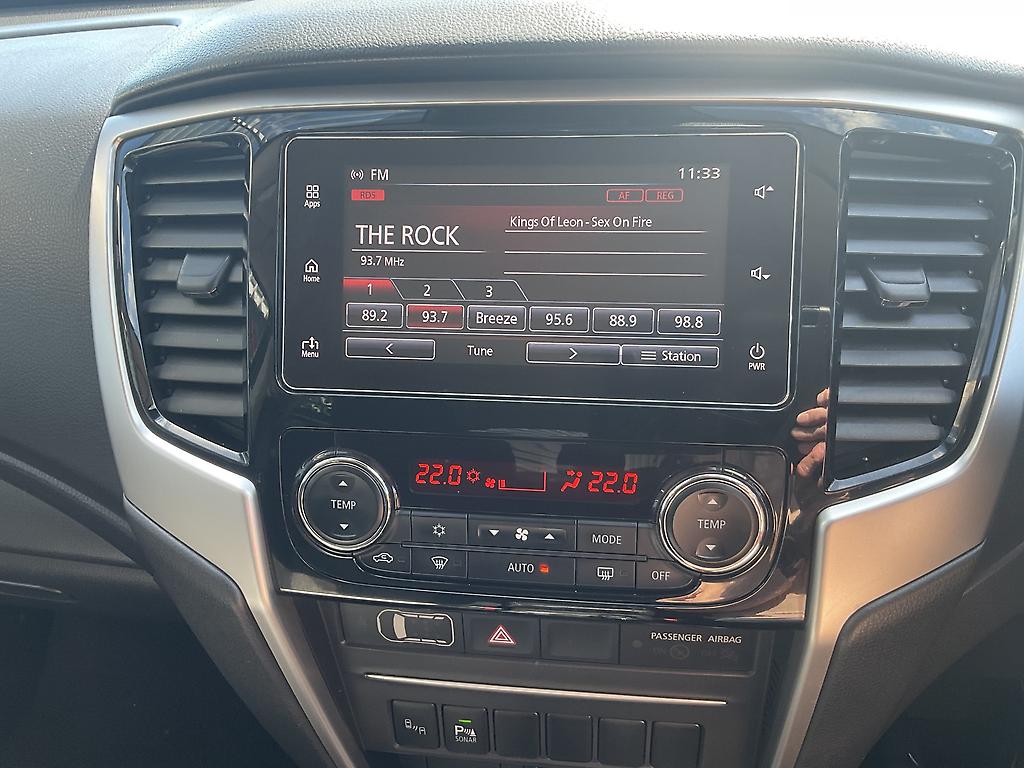 FM 11:33
RDS AF REG
Apps
Kings Of Leon - Sex On Fire
THE ROCK
93.7 MHz
Home
1 2 3
89.2 93.7 Breeze 95.6 88.9 98.8
Menu < Tune > Station
PWR
22.0 22.0
TEMP TEMP
MODE
AUTO OFF
PASSENGER AIRBAG
ON OFF
P
SONAR